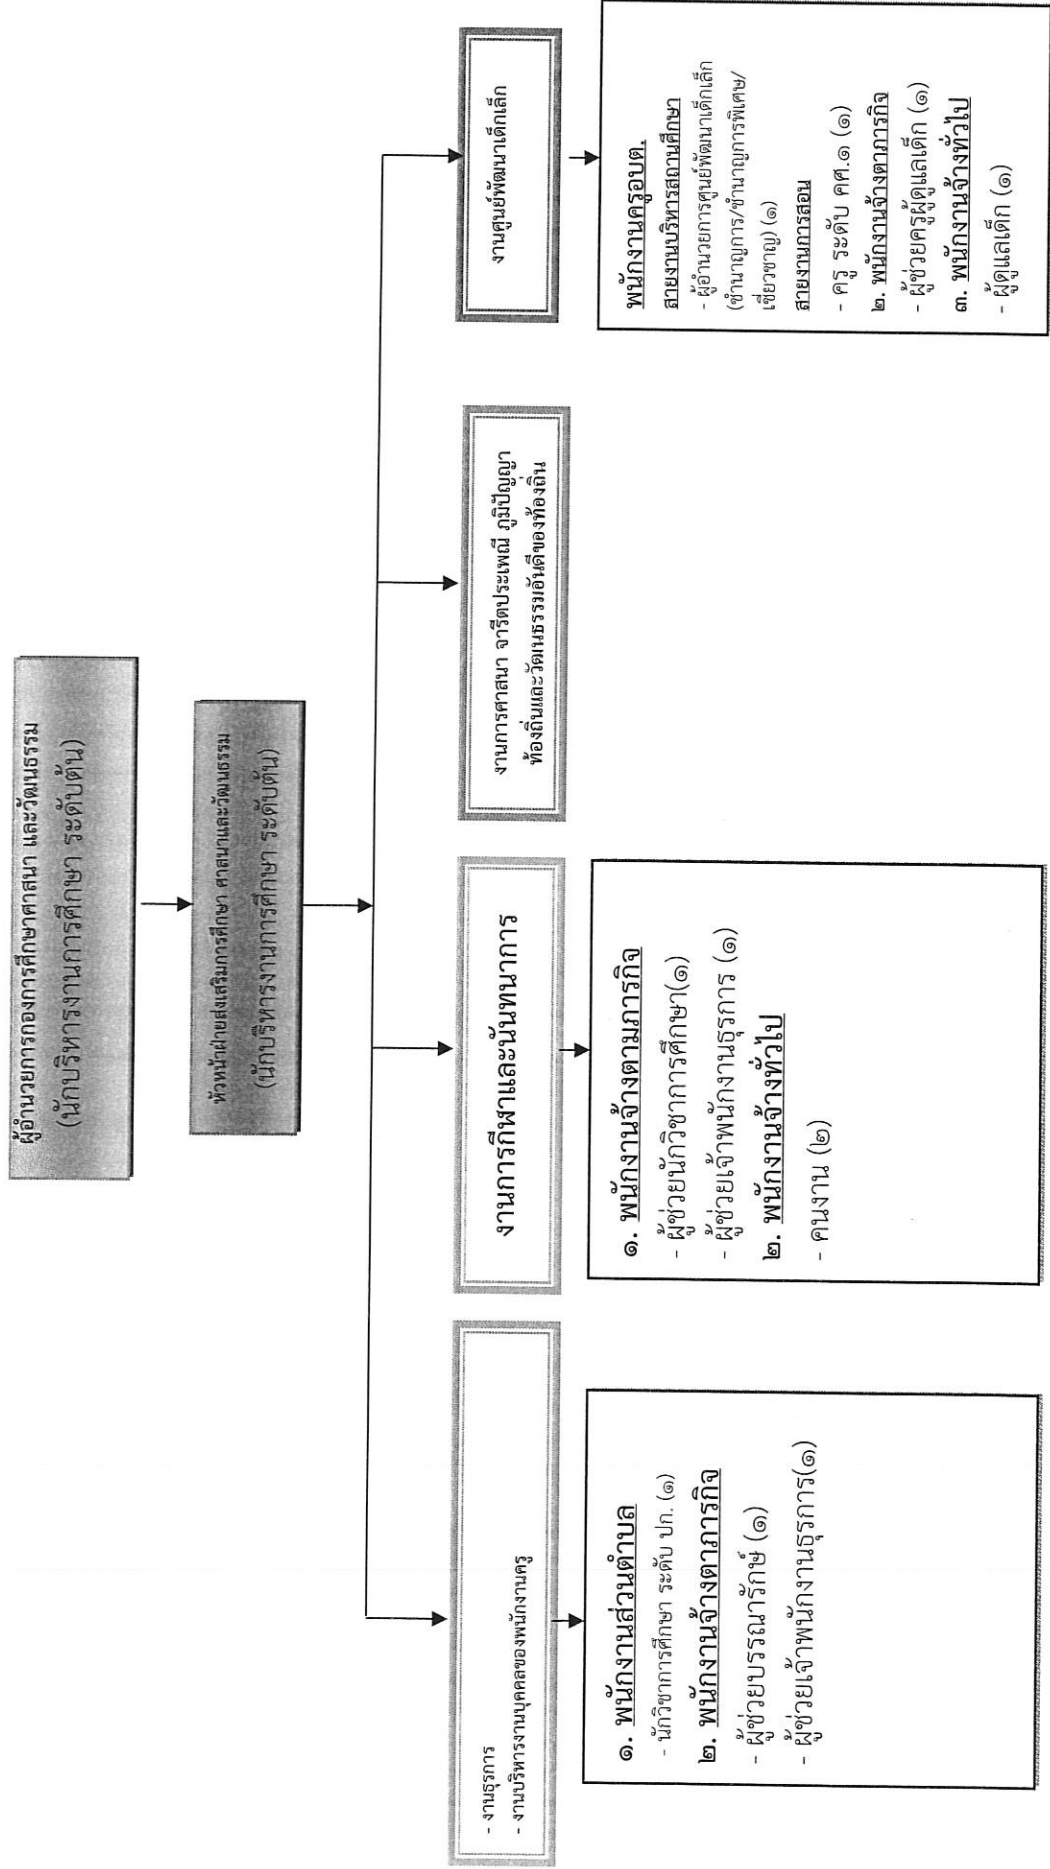 ผู้อำนวยการกองการศึกษาศาสนา และวัฒนธรรม
(นักบริหารงานการศึกษา ระดับต้น)
หัวหน้าฝ่ายส่งเสริมการศึกษา ศาสนาและวัฒนธรรม
(นักบริหารงานการศึกษา ระดับต้น)
- งานธุรการ
- งานบริหารงานบุคคลของพนักงานครู
๑. พนักงานส่วนตำบล
- นักวิชาการศึกษา ระดับ ปก. (๑)
๒. พนักงานจ้างตาภารกิจ
- ผู้ช่วยบรรณารักษ์ (๑)
- ผู้ช่วยเจ้าพนักงานธุรการ(๑)
งานการกีฬาและนันทนาการ
๑. พนักงานจ้างตามภารกิจ
- ผู้ช่วยนักวิชาการศึกษา(๑)
- ผู้ช่วยเจ้าพนักงานธุรการ (๑)
๒. พนักงานจ้างทั่วไป
- คนงาน (๒)
งานการศาสนา จารีตประเพณี ภูมิปัญญา
ท้องถิ่นและวัฒนธรรมอันดีของท้องถิ่น
งานศูนย์พัฒนาเด็กเล็ก
พนักงานครูอบต.
สายงานบริหารสถานศึกษา
- ผู้อำนวยการศูนย์พัฒนาเด็กเล็ก
(ชำนาญการ/ชำนาญการพิเศษ/
เชี่ยวชาญ) (๑)
สายงานการสอน
- ครู ระดับ คศ.๑ (๑)
๒. พนักงานจ้างตาภารกิจ
- ผู้ช่วยครูผู้ดูแลเด็ก (๑)
๓. พนักงานจ้างทั่วไป
- ผู้ดูแลเด็ก (๑)